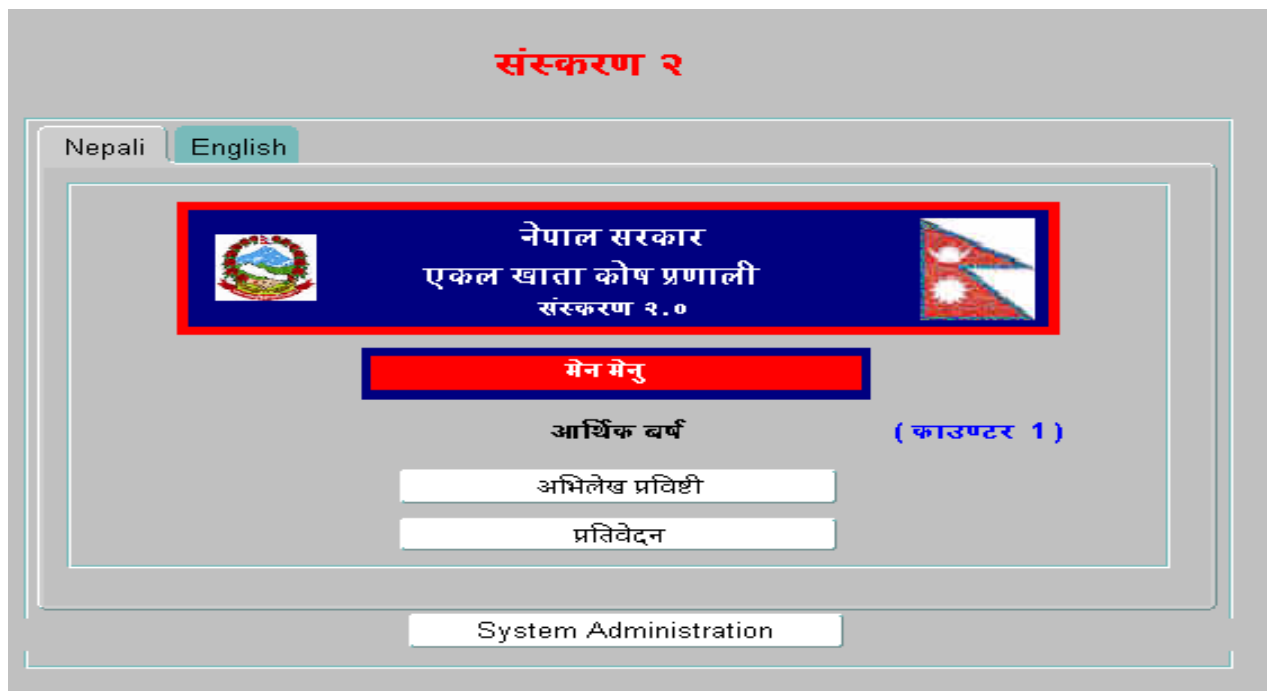 संस्करण २
Nepali English
नेपाल सरकार
एकल खाता कोष प्रणाली
संस्करण २.०
मेन मेनु
आर्थिक बर्ष ( काउण्टर 1 )
अभिलेख प्रविष्टी
प्रतिवेदन
System Administration